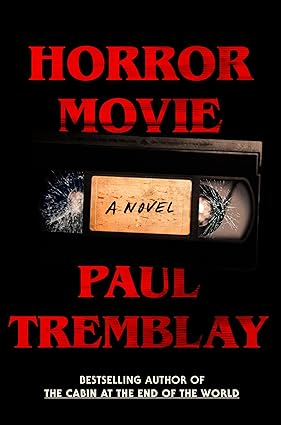 HORROR
MOVIE
A NOVEL
PAUL
TREMBLAY
BESTSELLING AUTHOR OF
THE CABIN AT THE END OF THE WORLD